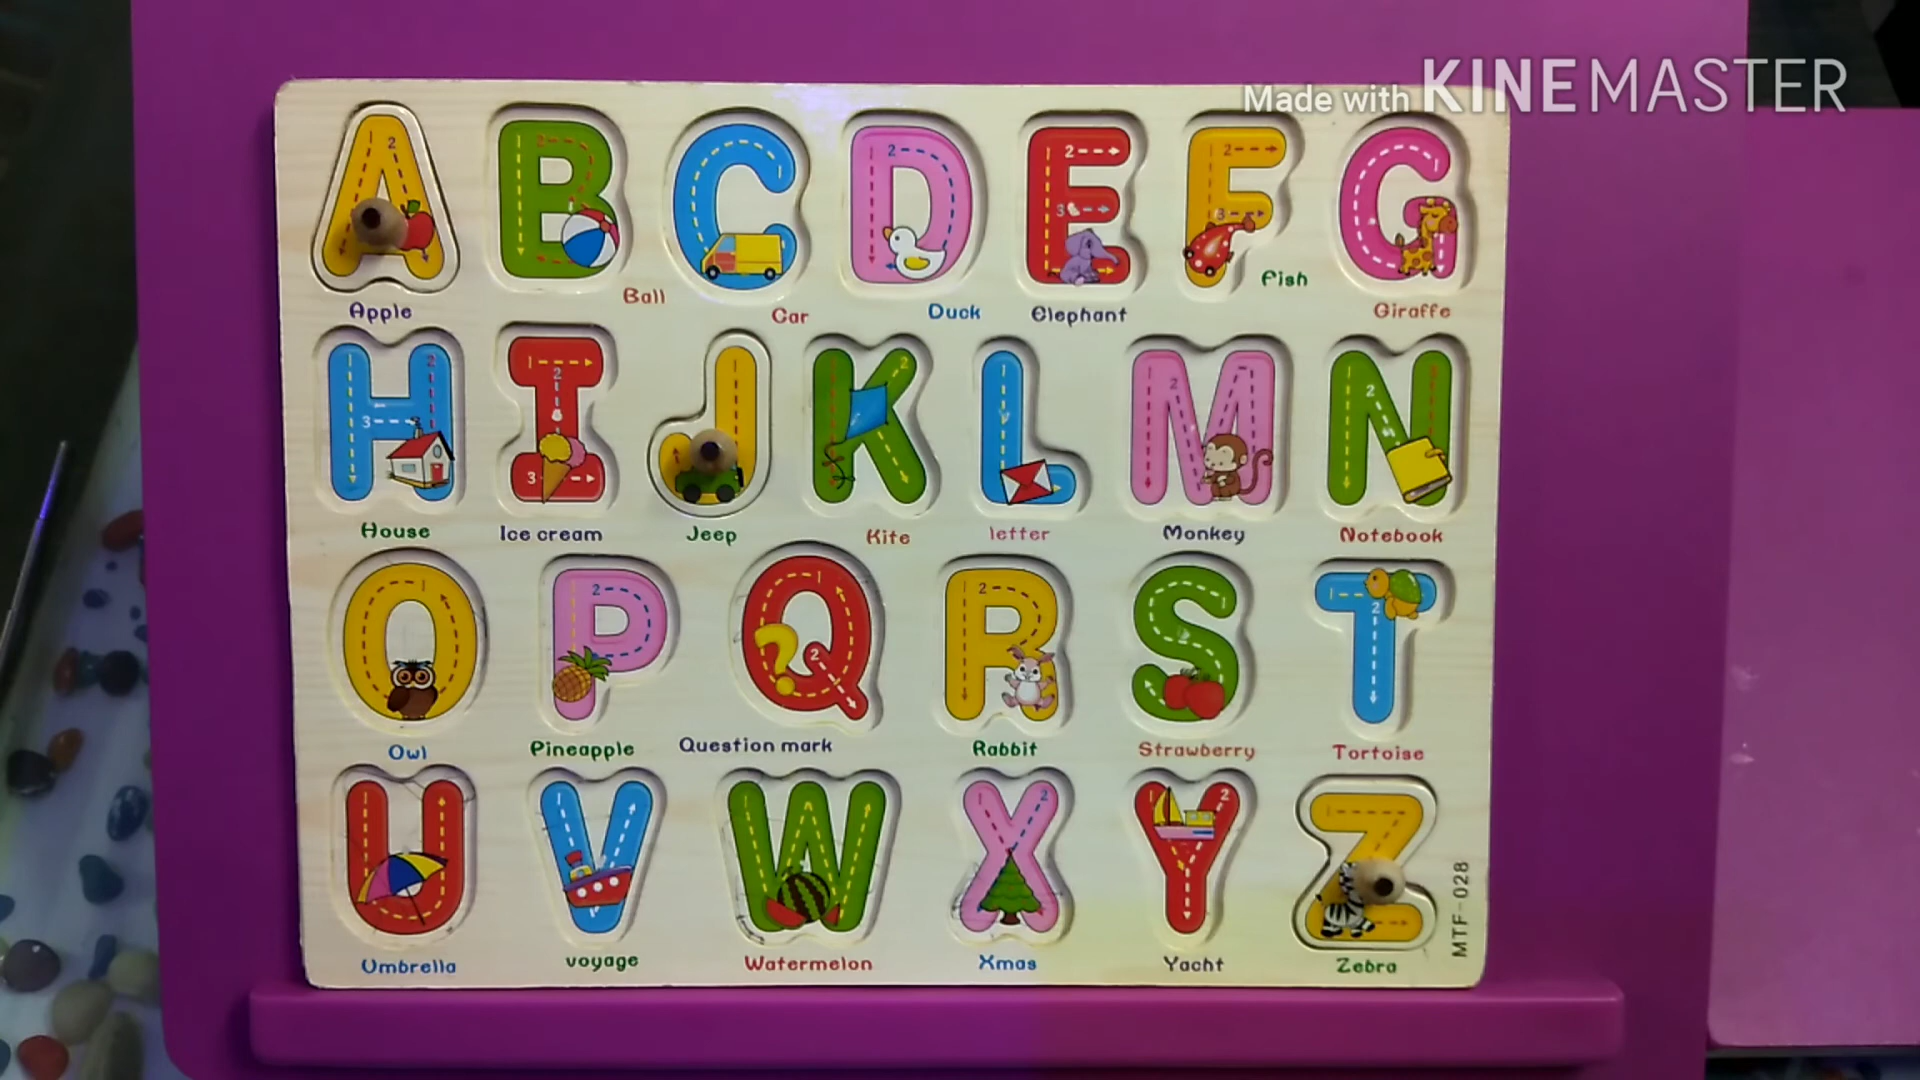 Made with KINEMASTER
A B C D E F G
Apple Ball Car Duck Elephant Fish Giraffe
H I J K L M N
House Ice cream Jeep Kite letter Monkey Notebook
O P Q R S T
Owl Pineapple Question mark Rabbit Strawberry Tortoise
U V W X Y Z
Umbrella voyage Watermelon Xmas Yacht Zebra
MTF-028